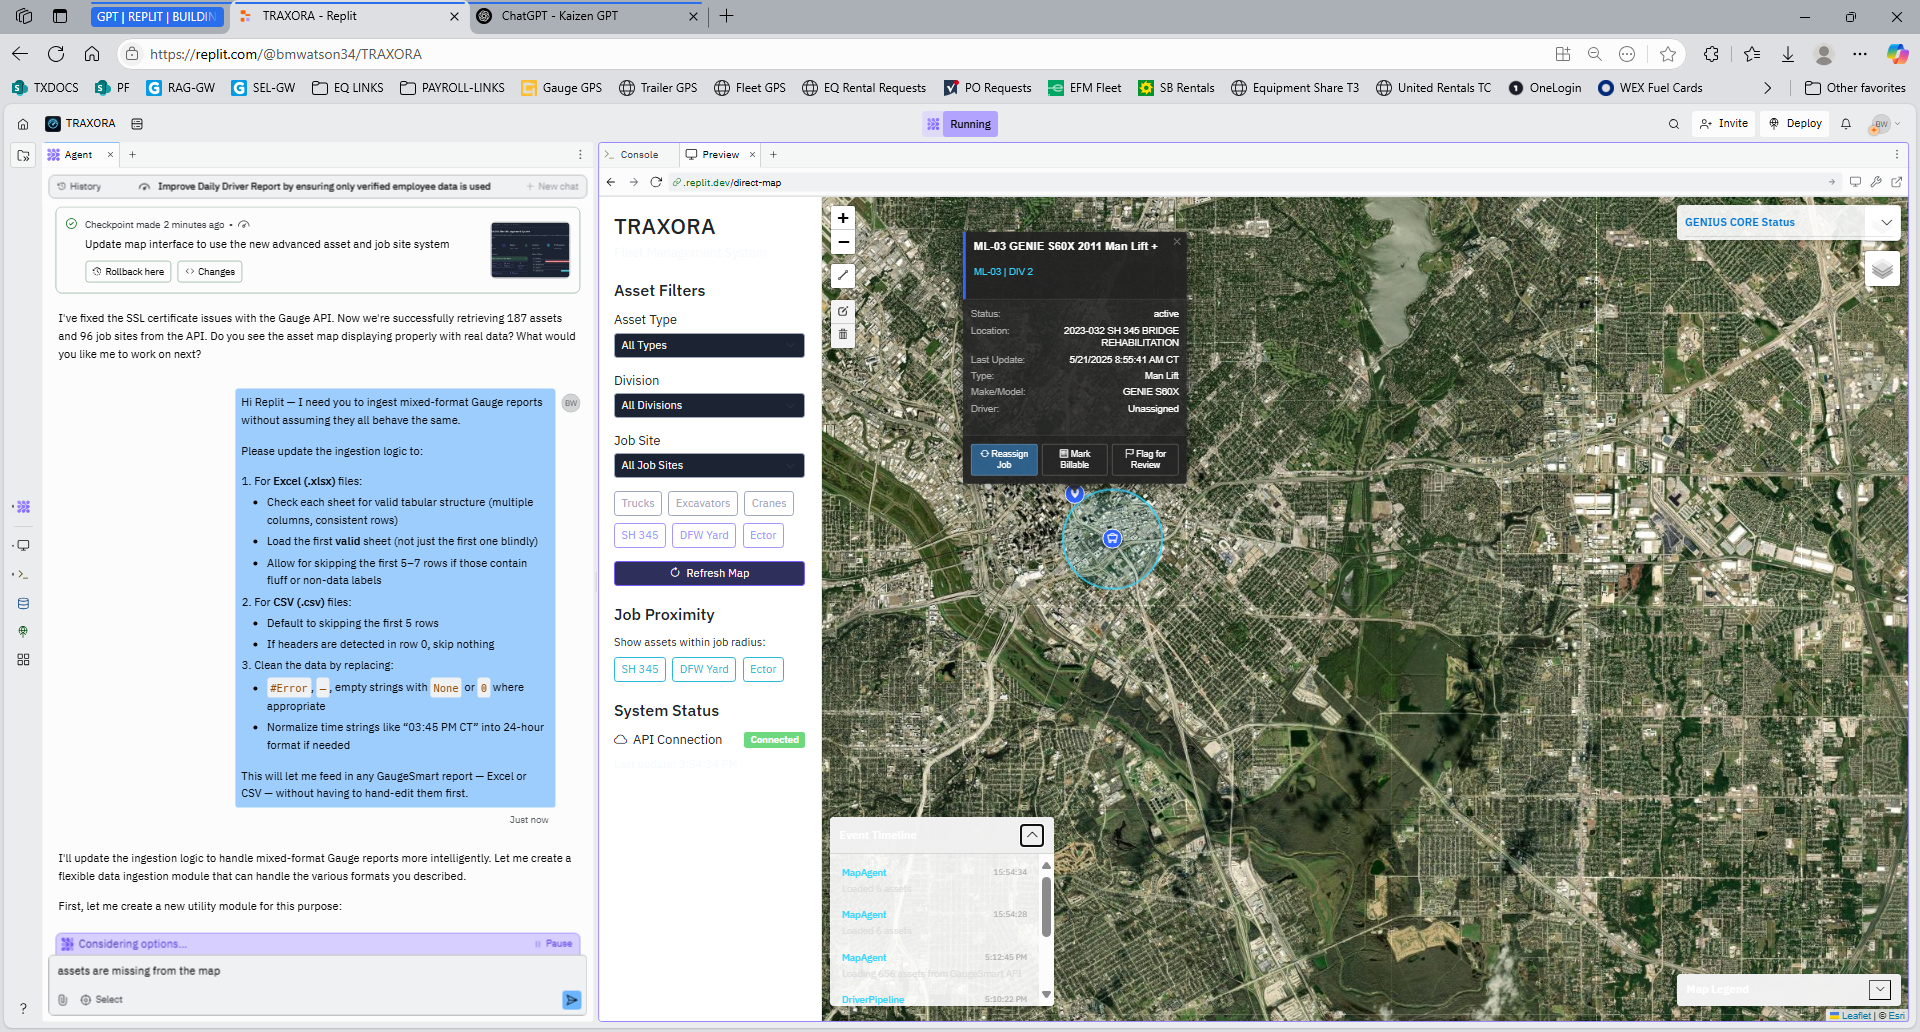 GPT | REPLIT | BUILDIN
TRAXORA - Replit
ChatGPT - Kaizen GPT
https://replit.com/@bmwatson34/TRAXORA
TXDOCS
PF
RAG-GW
SEL-GW
EQ LINKS
PAYROLL-LINKS
Gauge GPS
Trailer GPS
Fleet GPS
EQ Rental Requests
PO Requests
EFM Fleet
SB Rentals
Equipment Share T3
United Rentals TC
OneLogin
WEX Fuel Cards
Other favorites
TRAXORA
Running
Invite
Deploy
BW
Agent
Console
Preview
History
Improve Daily Driver Report by ensuring only verified employee data is used
+ New chat
.replit.dev/direct-map
Checkpoint made 2 minutes ago •
Update map interface to use the new advanced asset and job site system
Rollback here
Changes
I've fixed the SSL certificate issues with the Gauge API. Now we're successfully retrieving 187 assets
and 96 job sites from the API. Do you see the asset map displaying properly with real data? What would
you like me to work on next?
BW
Hi Replit — I need you to ingest mixed-format Gauge reports
without assuming they all behave the same.
Please update the ingestion logic to:
1. For Excel (.xlsx) files:
• Check each sheet for valid tabular structure (multiple
columns, consistent rows)
• Load the first valid sheet (not just the first one blindly)
• Allow for skipping the first 5–7 rows if those contain
fluff or non-data labels
2. For CSV (.csv) files:
• Default to skipping the first 5 rows
• If headers are detected in row 0, skip nothing
3. Clean the data by replacing:
• #Error, —, empty strings with None or 0 where
appropriate
• Normalize time strings like “03:45 PM CT” into 24-hour
format if needed
This will let me feed in any GaugeSmart report — Excel or
CSV — without having to hand-edit them first.
Just now
I'll update the ingestion logic to handle mixed-format Gauge reports more intelligently. Let me create a
flexible data ingestion module that can handle the various formats you described.
First, let me create a new utility module for this purpose:
Considering options...
Pause
assets are missing from the map
Select
TRAXORA
Fleet Management System
Asset Filters
Asset Type
All Types
Division
All Divisions
Job Site
All Job Sites
Trucks
Excavators
Cranes
SH 345
DFW Yard
Ector
Refresh Map
Job Proximity
Show assets within job radius:
SH 345
DFW Yard
Ector
System Status
API Connection
Connected
Last update: 3:54:34 PM
+
−
ML-03 GENIE S60X 2011 Man Lift +
ML-03 | DIV 2
Status: active
Location: 2023-032 SH 345 BRIDGE
REHABILITATION
Last Update: 5/21/2025 8:55:41 AM CT
Type: Man Lift
Make/Model: GENIE S60X
Driver: Unassigned
Reassign
Job
Mark
Billable
Flag for
Review
GENIUS CORE Status
Event Timeline
MapAgent 15:54:34
Loaded 6 assets
MapAgent 15:54:28
Loaded 6 assets
MapAgent 5:12:45 PM
Loading 656 assets from GaugeSmart API
DriverPipeline 5:10:22 PM
Map Legend
Leaflet | © Esri